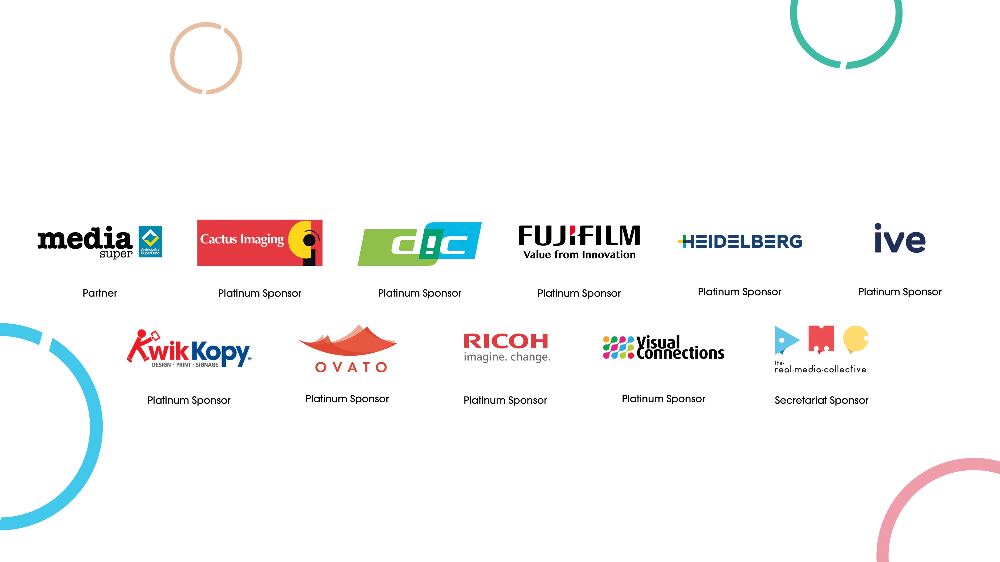 media
super
An Industry
SuperFund
Cactus Imaging
dic
FUJIFILM
Value from Innovation
HEIDELBERG
ive
Partner
Platinum Sponsor
Platinum Sponsor
Platinum Sponsor
Platinum Sponsor
Platinum Sponsor
KwikKopy®
DESIGN · PRINT · SIGNAGE
OVATO
RICOH
imagine. change.
Visual
Connections
the·
real·media·collective
Platinum Sponsor
Platinum Sponsor
Platinum Sponsor
Platinum Sponsor
Secretariat Sponsor